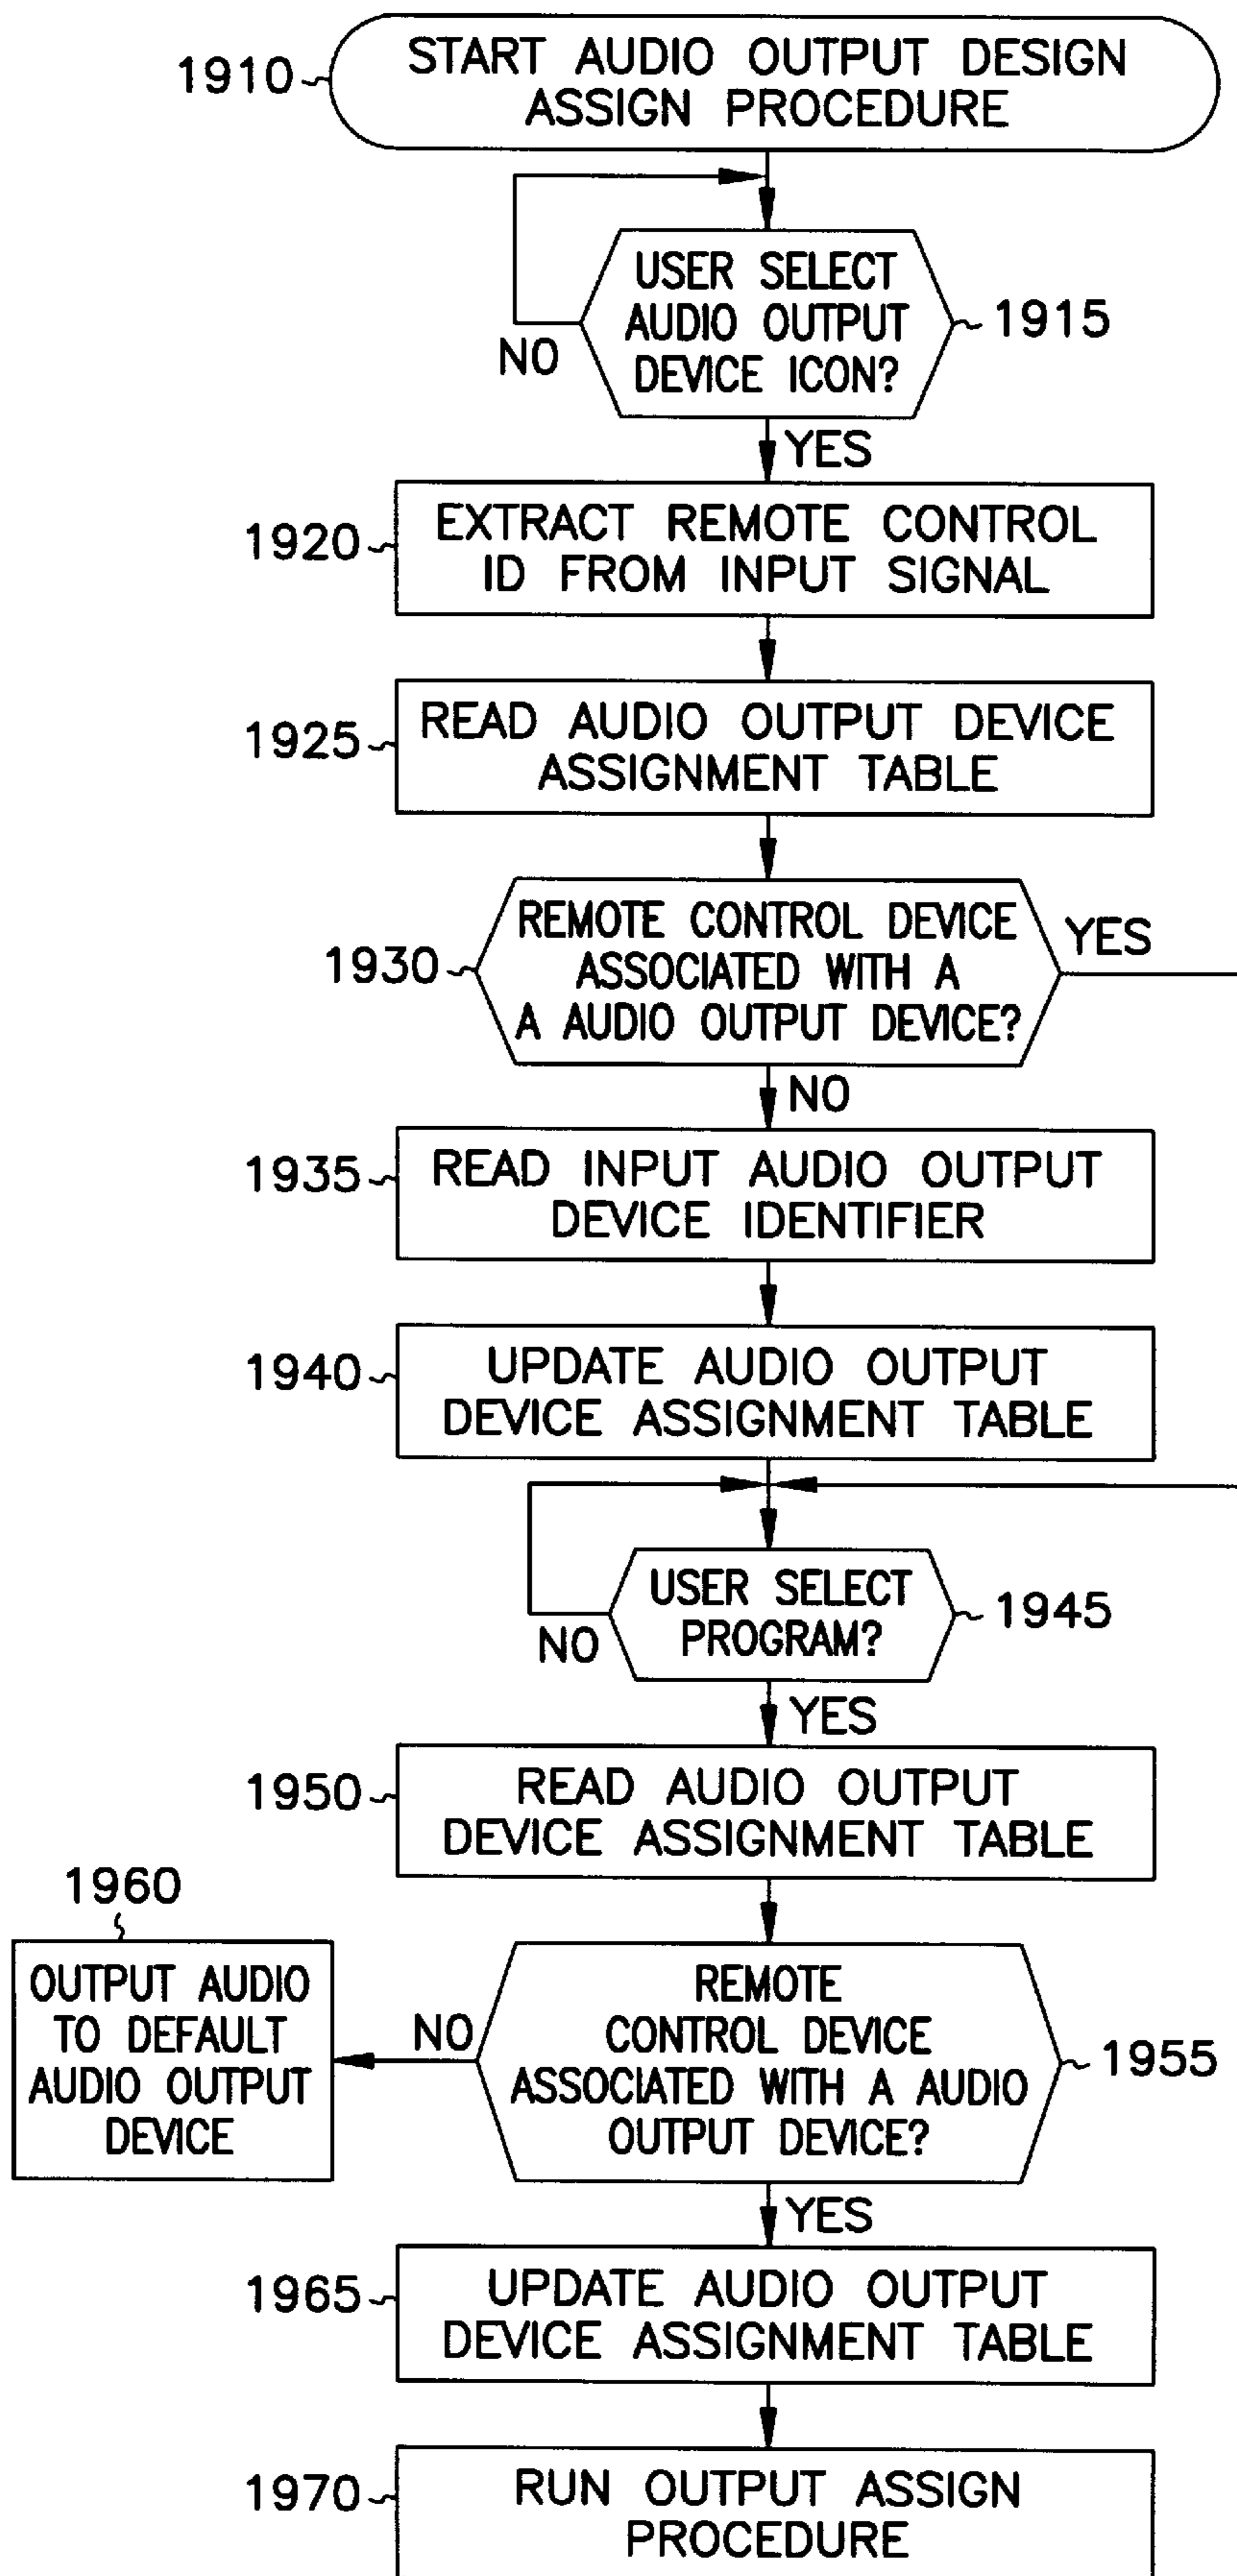 1910
START AUDIO OUTPUT DESIGN
ASSIGN PROCEDURE
USER SELECT
AUDIO OUTPUT
DEVICE ICON?
1915
NO
YES
1920
EXTRACT REMOTE CONTROL
ID FROM INPUT SIGNAL
1925
READ AUDIO OUTPUT DEVICE
ASSIGNMENT TABLE
1930
REMOTE CONTROL DEVICE
ASSOCIATED WITH A
A AUDIO OUTPUT DEVICE?
YES
NO
1935
READ INPUT AUDIO OUTPUT
DEVICE IDENTIFIER
1940
UPDATE AUDIO OUTPUT
DEVICE ASSIGNMENT TABLE
USER SELECT
PROGRAM?
1945
NO
YES
1950
READ AUDIO OUTPUT
DEVICE ASSIGNMENT TABLE
1960
OUTPUT AUDIO
TO DEFAULT
AUDIO OUTPUT
DEVICE
NO
REMOTE
CONTROL DEVICE
ASSOCIATED WITH A AUDIO
OUTPUT DEVICE?
1955
YES
1965
UPDATE AUDIO OUTPUT
DEVICE ASSIGNMENT TABLE
1970
RUN OUTPUT ASSIGN
PROCEDURE